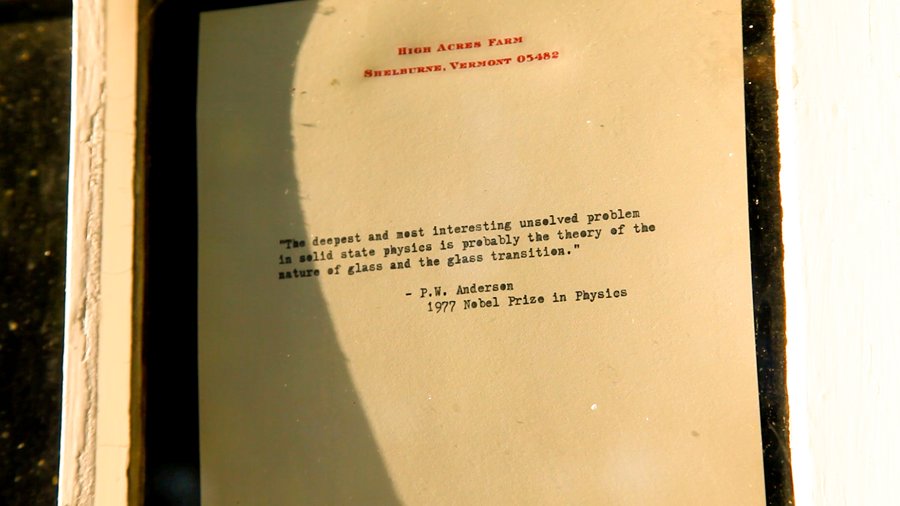 High Acres Farm
Shelburne, Vermont 05482
"The deepest and most interesting unsolved problem
in solid state physics is probably the theory of the
nature of glass and the glass transition."
- P.W. Anderson
1977 Nobel Prize in Physics